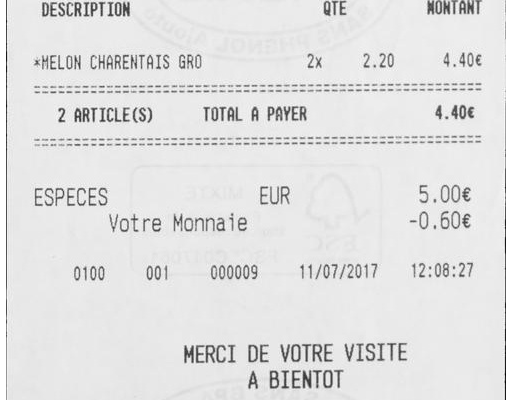 DESCRIPTION QTE MONTANT
*MELON CHARENTAIS GRO 2x 2.20 4.40€
2 ARTICLE(S) TOTAL A PAYER 4.40€
ESPECES EUR 5.00€
Votre Monnaie -0.60€
0100 001 000009 11/07/2017 12:08:27
MERCI DE VOTRE VISITE
A BIENTOT